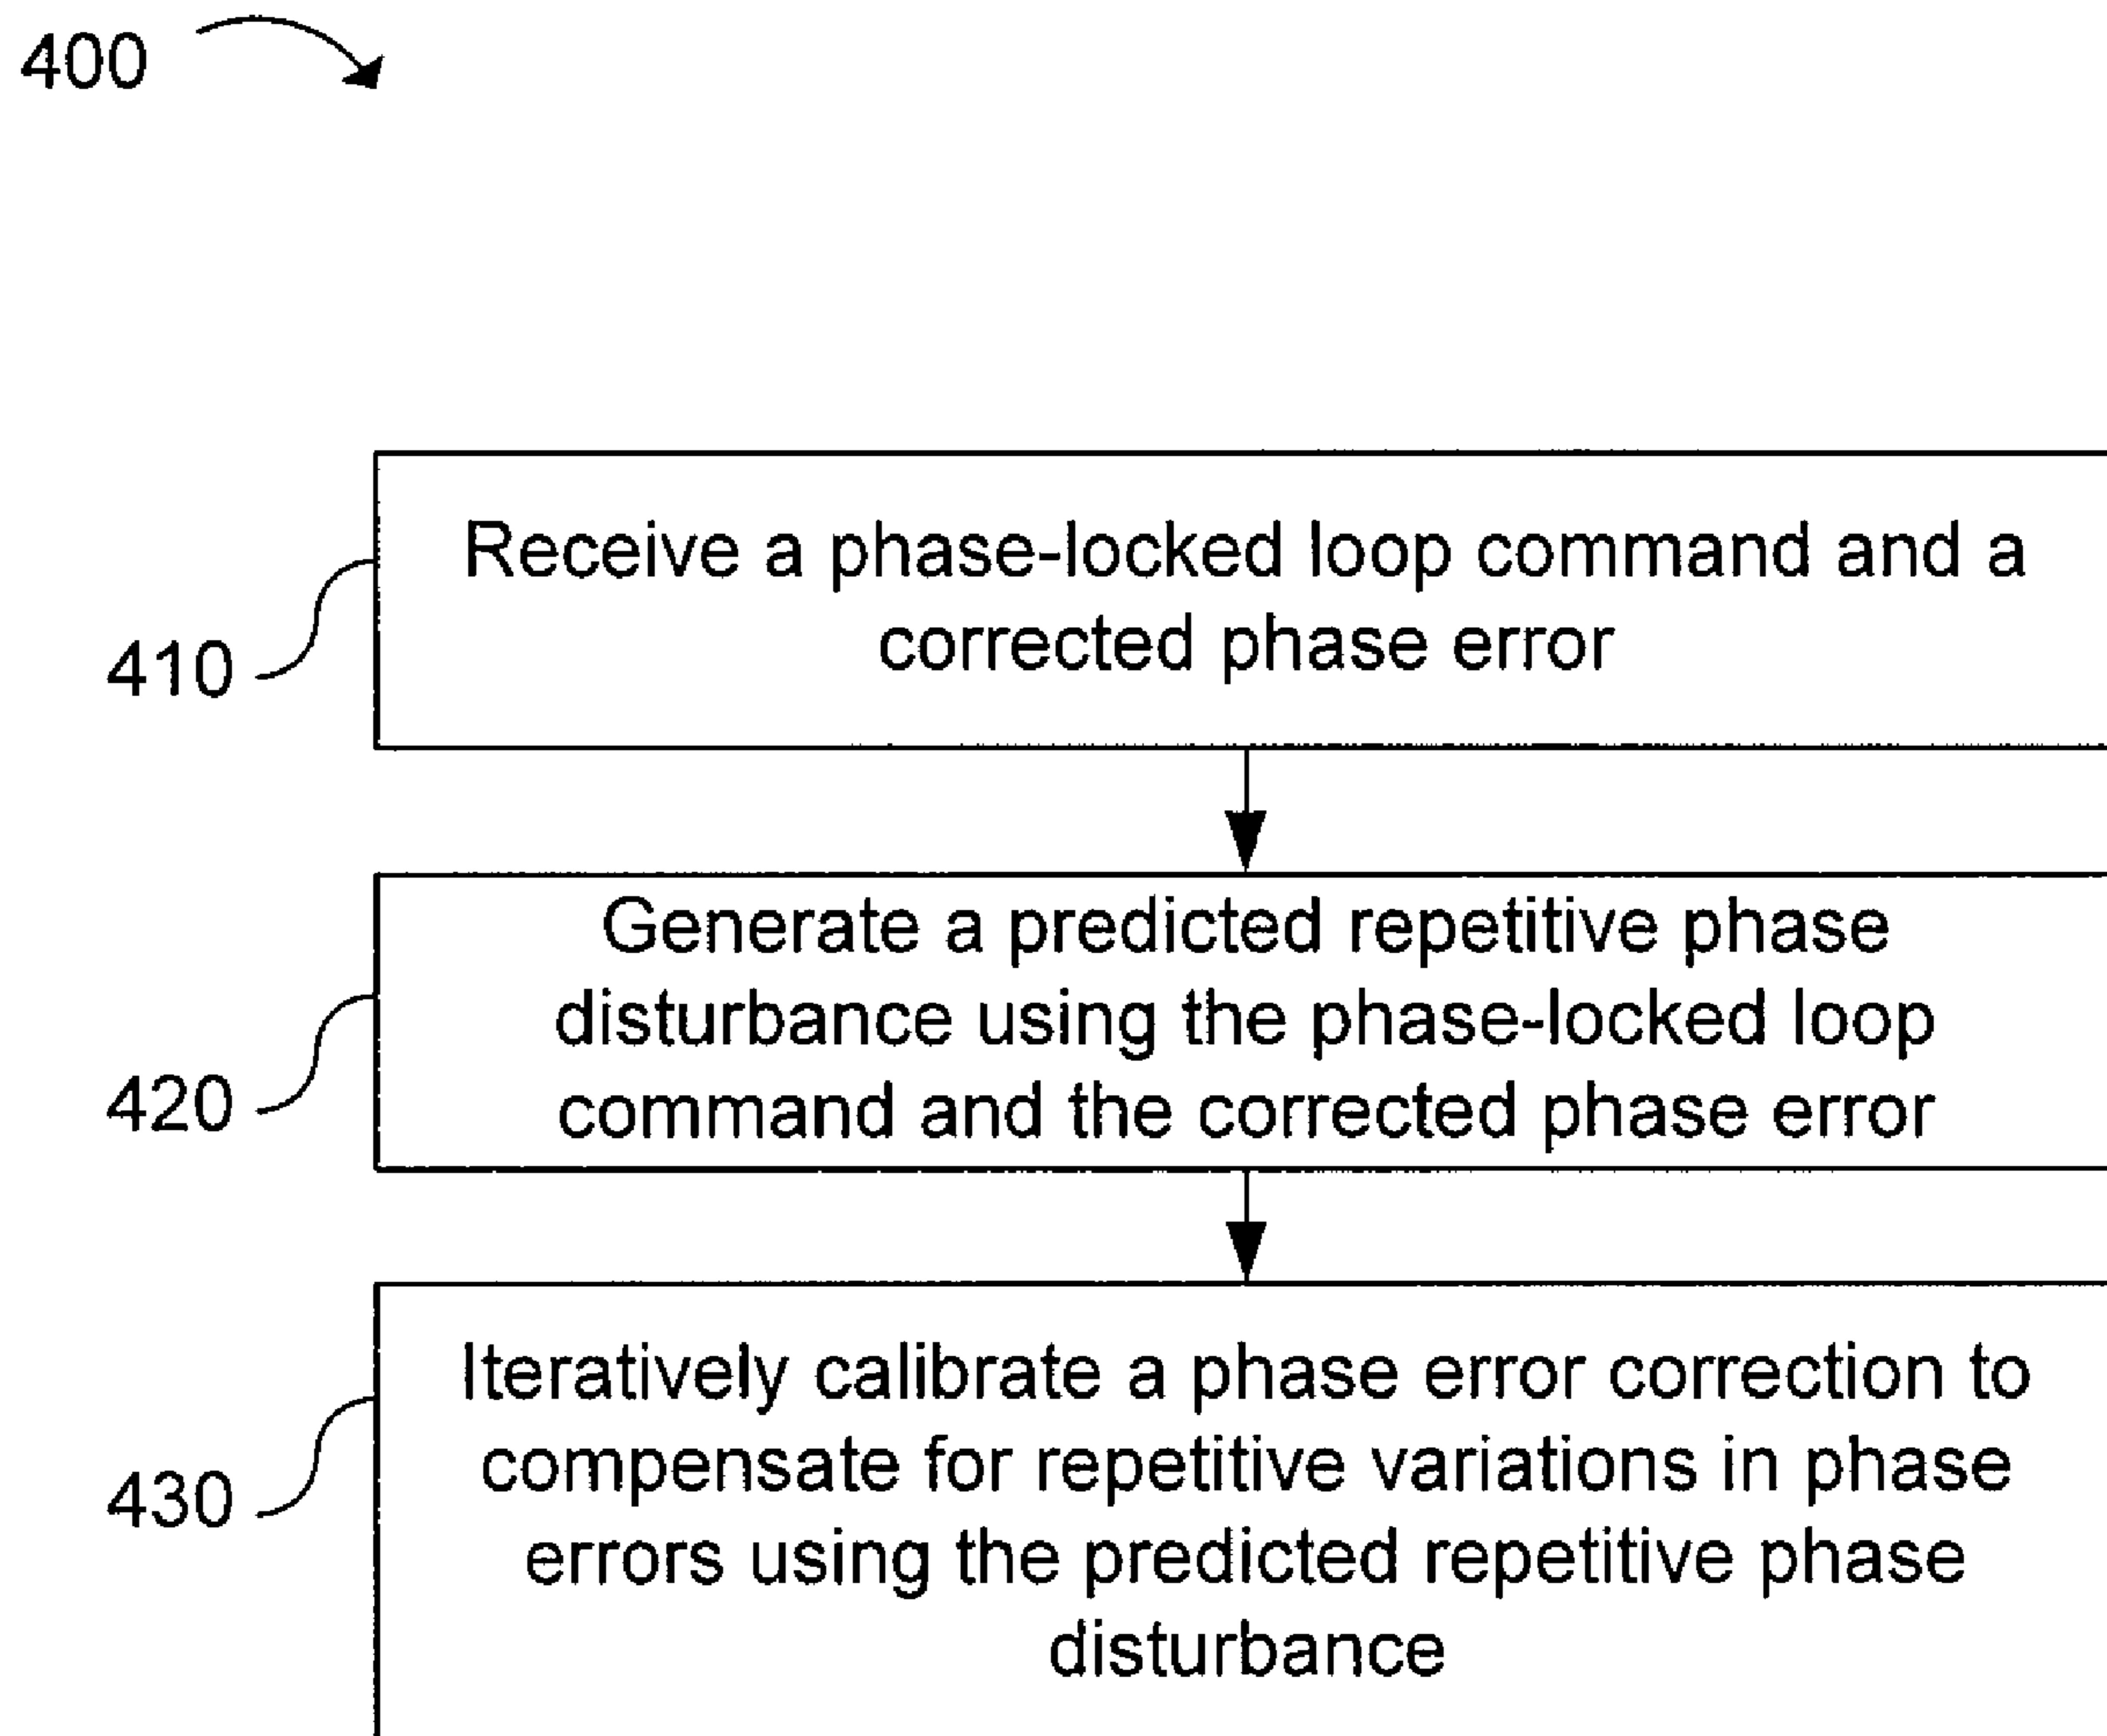 400
Receive a phase-locked loop command and a
corrected phase error
410
Generate a predicted repetitive phase
disturbance using the phase-locked loop
command and the corrected phase error
420
Iteratively calibrate a phase error correction to
compensate for repetitive variations in phase
errors using the predicted repetitive phase
disturbance
430